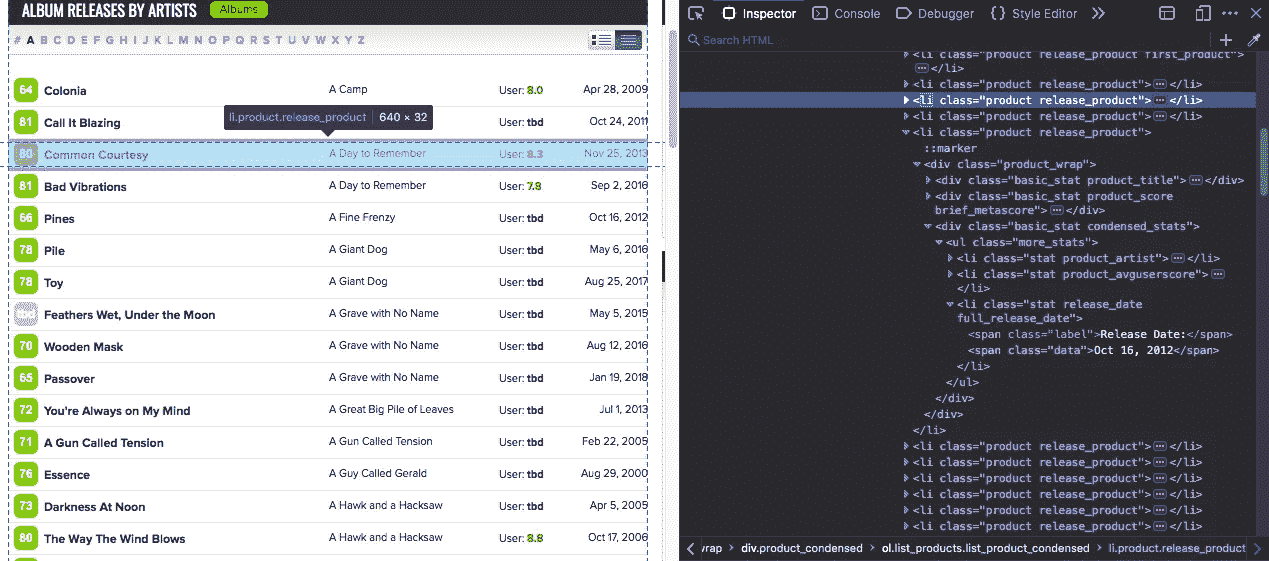 ALBUM RELEASES BY ARTISTS Albums
# A B C D E F G H I J K L M N O P Q R S T U V W X Y Z
64 Colonia A Camp User: 8.0 Apr 28, 2009
81 Call It Blazing User: tbd Oct 24, 2011
li.product.release_product 640 × 32
80 Common Courtesy A Day to Remember User: 8.3 Nov 25, 2013
81 Bad Vibrations A Day to Remember User: 7.8 Sep 2, 2016
66 Pines A Fine Frenzy User: tbd Oct 16, 2012
78 Pile A Giant Dog User: tbd May 6, 2016
78 Toy A Giant Dog User: tbd Aug 25, 2017
Feathers Wet, Under the Moon A Grave with No Name User: tbd May 5, 2015
70 Wooden Mask A Grave with No Name User: tbd Aug 12, 2016
65 Passover A Grave with No Name User: tbd Jan 19, 2018
72 You're Always on My Mind A Great Big Pile of Leaves User: tbd Jul 1, 2013
71 A Gun Called Tension A Gun Called Tension User: tbd Feb 22, 2005
76 Essence A Guy Called Gerald User: tbd Aug 29, 2000
73 Darkness At Noon A Hawk and a Hacksaw User: tbd Apr 5, 2005
80 The Way The Wind Blows A Hawk and a Hacksaw User: 8.8 Oct 17, 2006
Inspector Console Debugger {} Style Editor
Search HTML
<li class="product release_product first_product">
</li>
<li class="product release_product"> </li>
<li class="product release_product"> </li>
<li class="product release_product"> </li>
<li class="product release_product">
::marker
<div class="product_wrap">
<div class="basic_stat product_title"> </div>
<div class="basic_stat product_score
brief_metascore"> </div>
<div class="basic_stat condensed_stats">
<ul class="more_stats">
<li class="stat product_artist"> </li>
<li class="stat product_avguserscore">
</li>
<li class="stat release_date
full_release_date">
<span class="label">Release Date:</span>
<span class="data">Oct 16, 2012</span>
</li>
</ul>
</div>
</div>
</li>
<li class="product release_product"> </li>
<li class="product release_product"> </li>
<li class="product release_product"> </li>
<li class="product release_product"> </li>
<li class="product release_product"> </li>
<li class="product release_product"> </li>
wrap > div.product_condensed > ol.list_products.list_product_condensed > li.product.release_product